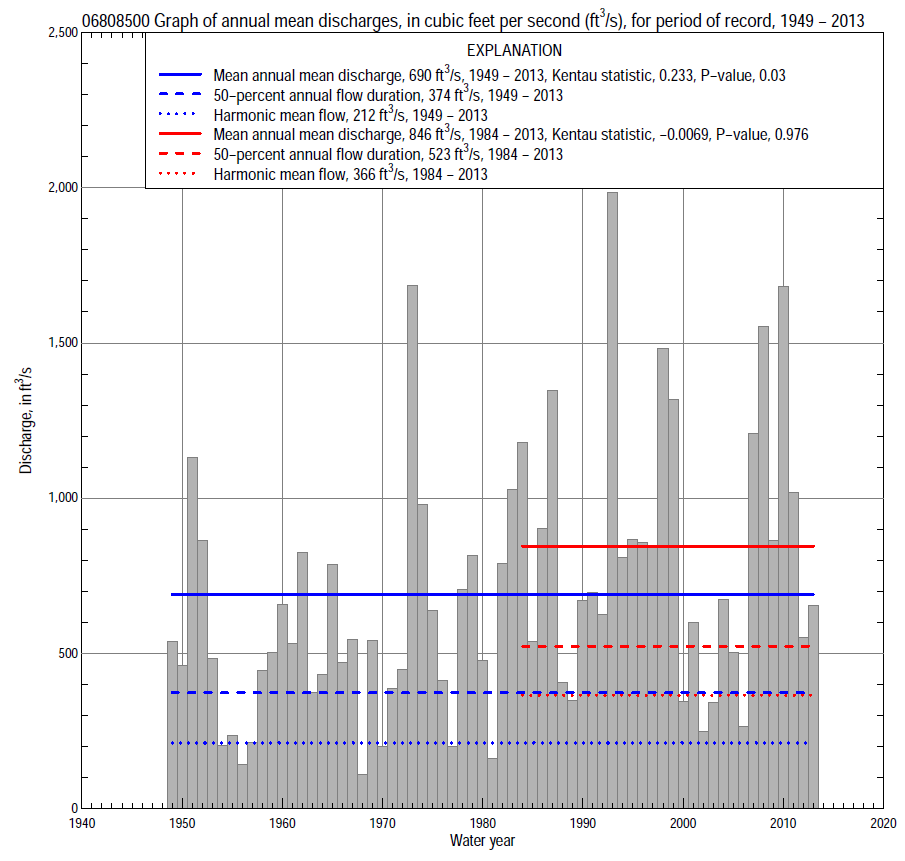 06808500 Graph of annual mean discharges, in cubic feet per second (ft³/s), for period of record, 1949 – 2013
EXPLANATION
Mean annual mean discharge, 690 ft³/s, 1949 – 2013, Kentau statistic, 0.233, P–value, 0.03
50–percent annual flow duration, 374 ft³/s, 1949 – 2013
Harmonic mean flow, 212 ft³/s, 1949 – 2013
Mean annual mean discharge, 846 ft³/s, 1984 – 2013, Kentau statistic, –0.0069, P–value, 0.976
50–percent annual flow duration, 523 ft³/s, 1984 – 2013
Harmonic mean flow, 366 ft³/s, 1984 – 2013
2,500
2,000
1,500
1,000
500
0
Discharge, in ft³/s
1940 1950 1960 1970 1980 1990 2000 2010 2020
Water year